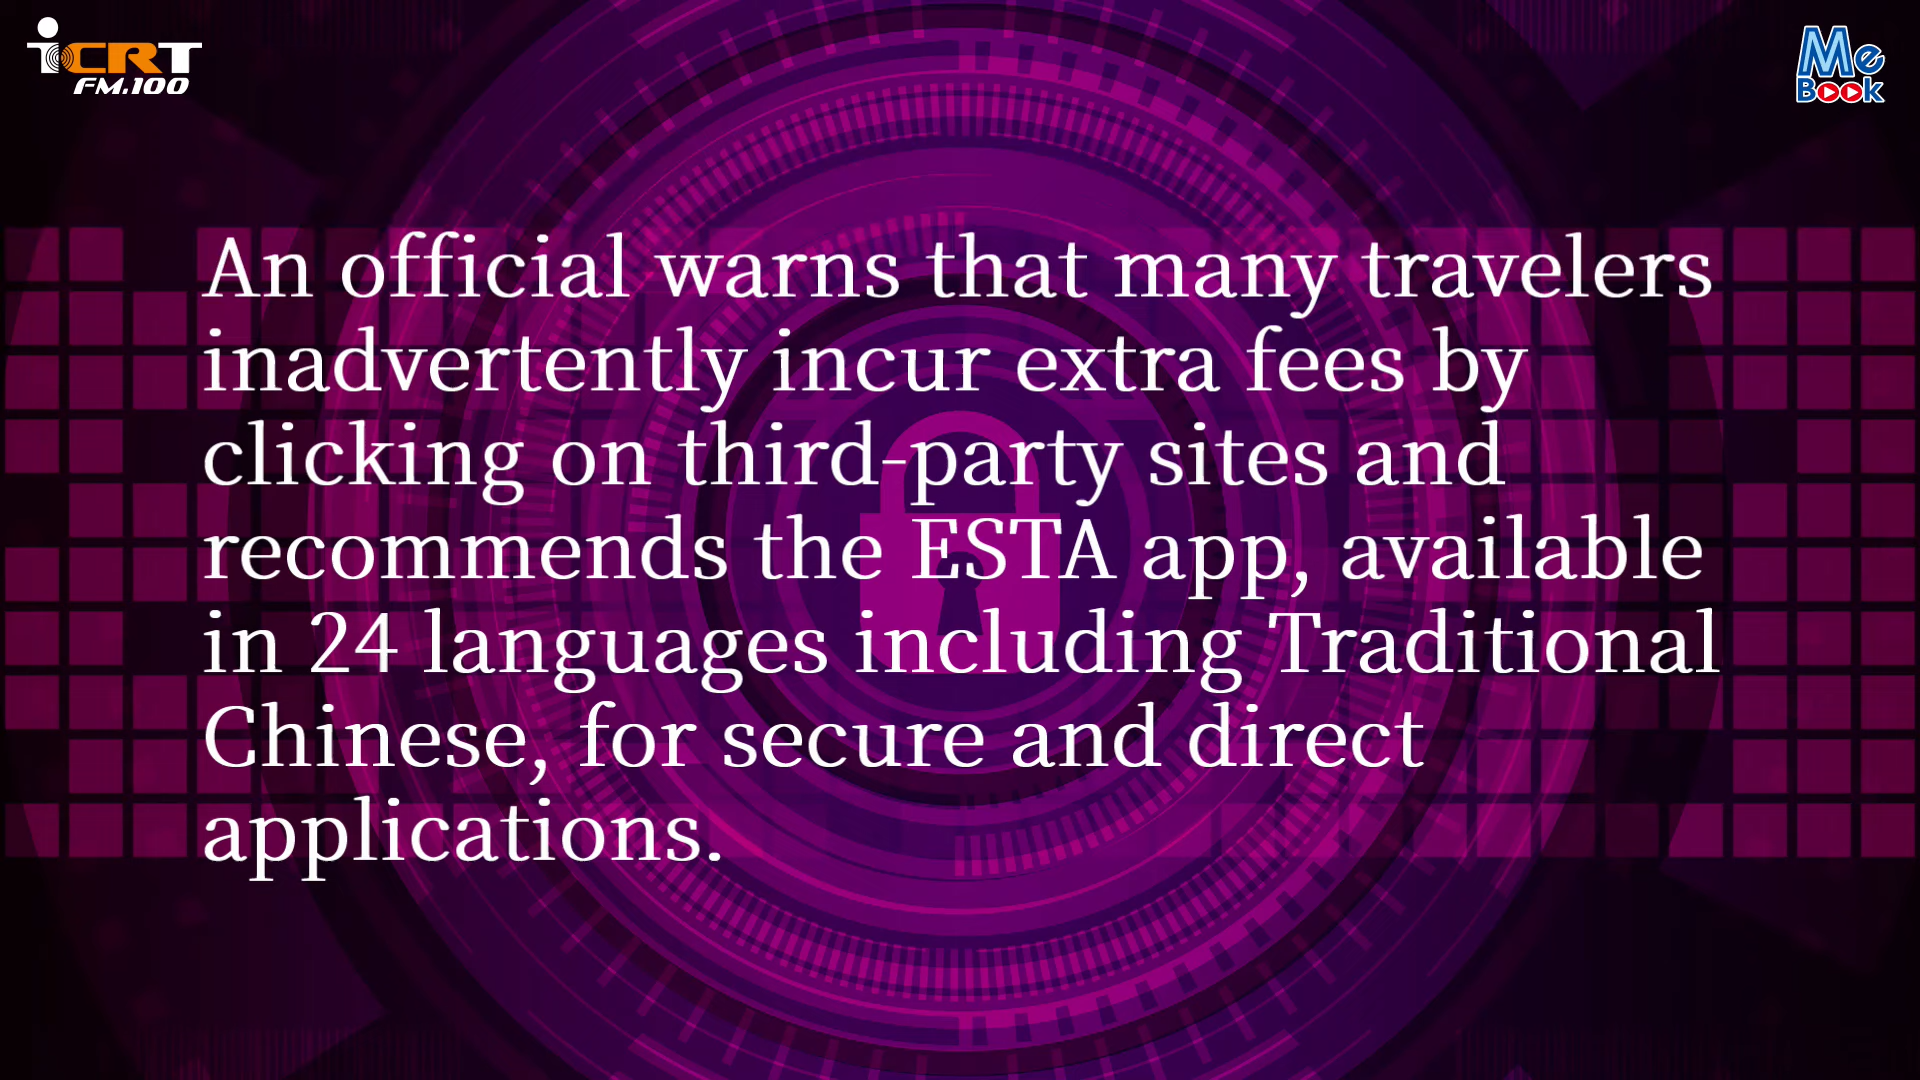 iCRT
FM.100
Me
Book
An official warns that many travelers
inadvertently incur extra fees by
clicking on third-party sites and
recommends the ESTA app, available
in 24 languages including Traditional
Chinese, for secure and direct
applications.